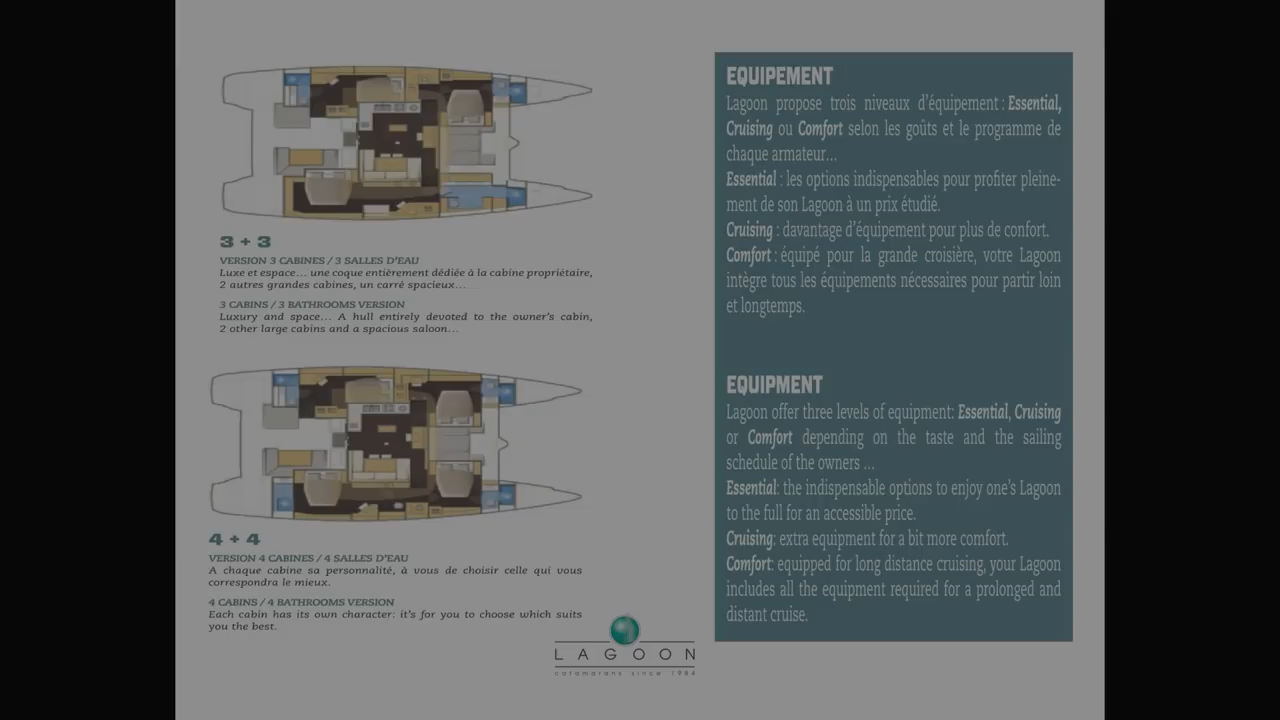 3 + 3
VERSION 3 CABINES / 3 SALLES D'EAU
Luxe et espace... une coque entièrement dédiée à la cabine propriétaire,
2 autres grandes cabines, un carré spacieux...
3 CABINS / 3 BATHROOMS VERSION
Luxury and space... A hull entirely devoted to the owner's cabin,
2 other large cabins and a spacious saloon...
4 + 4
VERSION 4 CABINES / 4 SALLES D'EAU
A chaque cabine sa personnalité, à vous de choisir celle qui vous
correspondra le mieux.
4 CABINS / 4 BATHROOMS VERSION
Each cabin has its own character: it's for you to choose which suits
you the best.
LAGOON
catamarans since 1984
EQUIPEMENT
Lagoon propose trois niveaux d'équipement : Essential,
Cruising ou Comfort selon les goûts et le programme de
chaque armateur...
Essential : les options indispensables pour profiter pleine-
ment de son Lagoon à un prix étudié.
Cruising : davantage d'équipement pour plus de confort.
Comfort : équipé pour la grande croisière, votre Lagoon
intègre tous les équipements nécessaires pour partir loin
et longtemps.
EQUIPMENT
Lagoon offer three levels of equipment: Essential, Cruising
or Comfort depending on the taste and the sailing
schedule of the owners ...
Essential: the indispensable options to enjoy one's Lagoon
to the full for an accessible price.
Cruising: extra equipment for a bit more comfort.
Comfort: equipped for long distance cruising, your Lagoon
includes all the equipment required for a prolonged and
distant cruise.